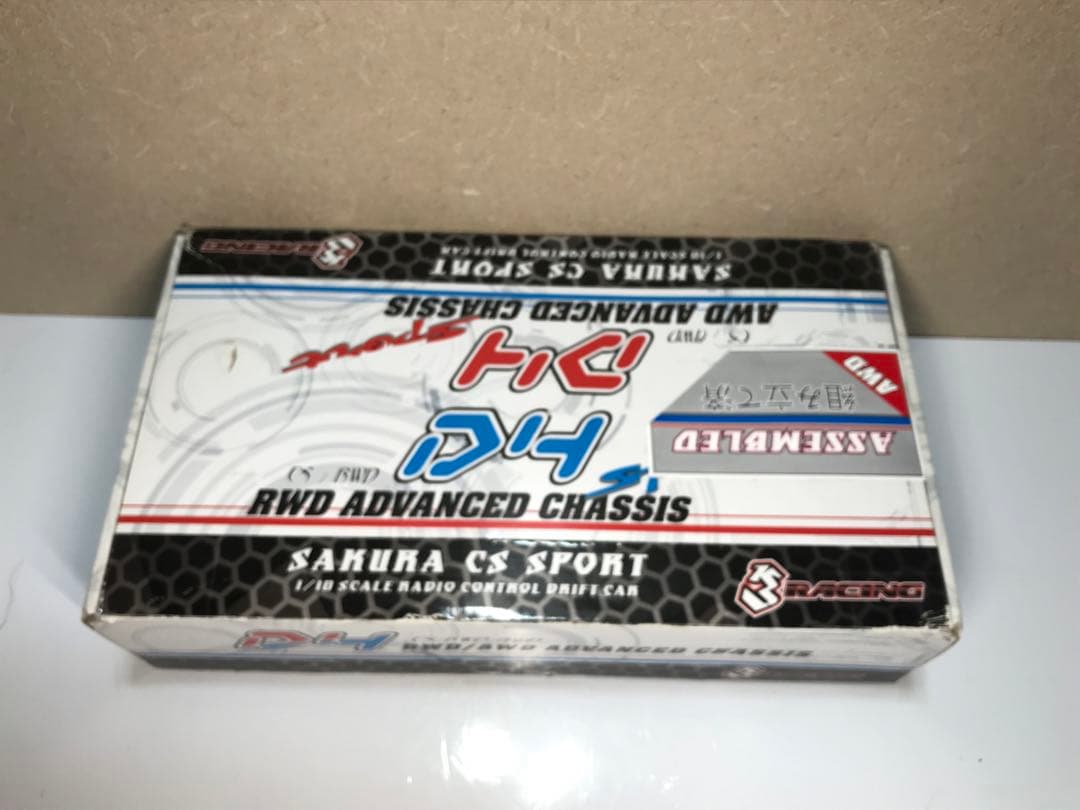 3RACING
SAKURA CS SPORT
1/10 SCALE RADIO CONTROL DRIFT CAR
AWD ADVANCED CHASSIS
CS AWD
D4
Sport
AWD
組み立て済
ASSEMBLED
D4
CS RWD
RWD ADVANCED CHASSIS
SAKURA CS SPORT
1/10 SCALE RADIO CONTROL DRIFT CAR
3RACING
D4
RWD/AWD ADVANCED CHASSIS